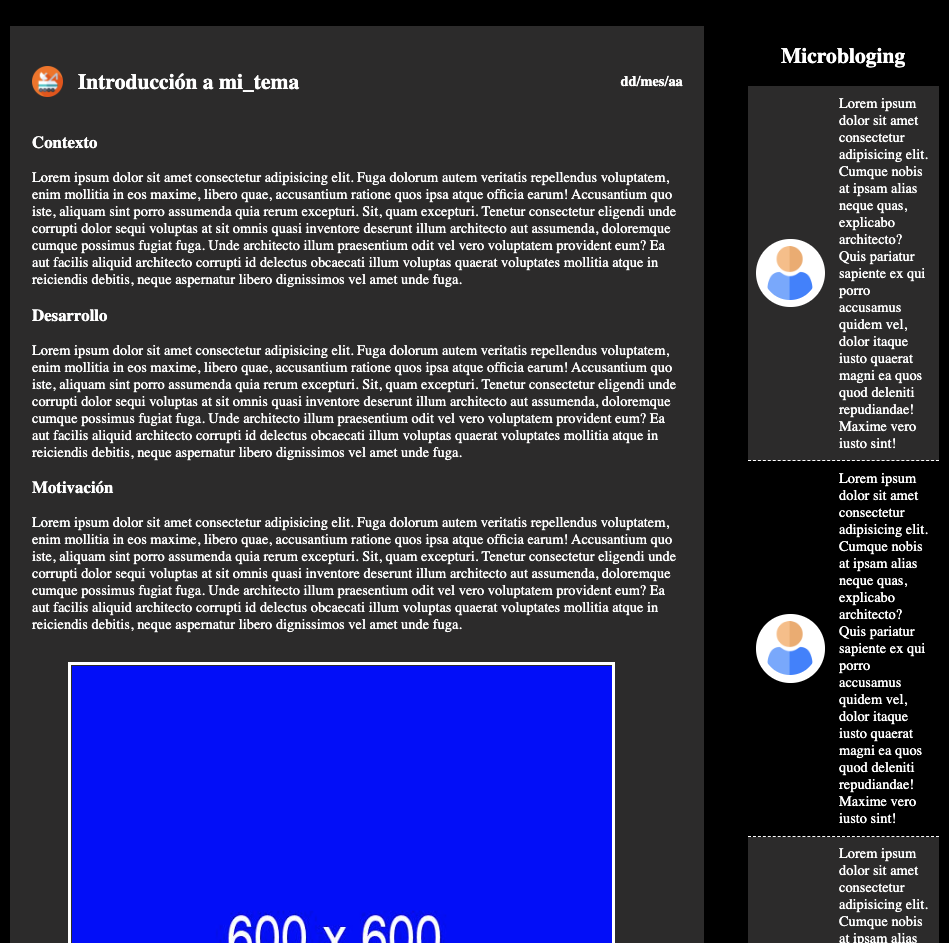 Introducción a mi_tema
dd/mes/aa
Contexto
Lorem ipsum dolor sit amet consectetur adipisicing elit. Fuga dolorum autem veritatis repellendus voluptatem,
enim mollitia in eos maxime, libero quae, accusantium ratione quos ipsa atque officia earum! Accusantium quo
iste, aliquam sint porro assumenda quia rerum excepturi. Sit, quam excepturi. Tenetur consectetur eligendi unde
corrupti dolor sequi voluptas at sit omnis quasi inventore deserunt illum architecto aut assumenda, doloremque
cumque possimus fugiat fuga. Unde architecto illum praesentium odit vel vero voluptatem provident eum? Ea
aut facilis aliquid architecto corrupti id delectus obcaecati illum voluptas quaerat voluptates mollitia atque in
reiciendis debitis, neque aspernatur libero dignissimos vel amet unde fuga.
Desarrollo
Lorem ipsum dolor sit amet consectetur adipisicing elit. Fuga dolorum autem veritatis repellendus voluptatem,
enim mollitia in eos maxime, libero quae, accusantium ratione quos ipsa atque officia earum! Accusantium quo
iste, aliquam sint porro assumenda quia rerum excepturi. Sit, quam excepturi. Tenetur consectetur eligendi unde
corrupti dolor sequi voluptas at sit omnis quasi inventore deserunt illum architecto aut assumenda, doloremque
cumque possimus fugiat fuga. Unde architecto illum praesentium odit vel vero voluptatem provident eum? Ea
aut facilis aliquid architecto corrupti id delectus obcaecati illum voluptas quaerat voluptates mollitia atque in
reiciendis debitis, neque aspernatur libero dignissimos vel amet unde fuga.
Motivación
Lorem ipsum dolor sit amet consectetur adipisicing elit. Fuga dolorum autem veritatis repellendus voluptatem,
enim mollitia in eos maxime, libero quae, accusantium ratione quos ipsa atque officia earum! Accusantium quo
iste, aliquam sint porro assumenda quia rerum excepturi. Sit, quam excepturi. Tenetur consectetur eligendi unde
corrupti dolor sequi voluptas at sit omnis quasi inventore deserunt illum architecto aut assumenda, doloremque
cumque possimus fugiat fuga. Unde architecto illum praesentium odit vel vero voluptatem provident eum? Ea
aut facilis aliquid architecto corrupti id delectus obcaecati illum voluptas quaerat voluptates mollitia atque in
reiciendis debitis, neque aspernatur libero dignissimos vel amet unde fuga.
600 x 600
Microbloging
Lorem ipsum
dolor sit amet
consectetur
adipisicing elit.
Cumque nobis
at ipsam alias
neque quas,
explicabo
architecto?
Quis pariatur
sapiente ex qui
porro
accusamus
quidem vel,
dolor itaque
iusto quaerat
magni ea quos
quod deleniti
repudiandae!
Maxime vero
iusto sint!
Lorem ipsum
dolor sit amet
consectetur
adipisicing elit.
Cumque nobis
at ipsam alias
neque quas,
explicabo
architecto?
Quis pariatur
sapiente ex qui
porro
accusamus
quidem vel,
dolor itaque
iusto quaerat
magni ea quos
quod deleniti
repudiandae!
Maxime vero
iusto sint!
Lorem ipsum
dolor sit amet
consectetur
adipisicing elit.
Cumque nobis
at ipsam alias